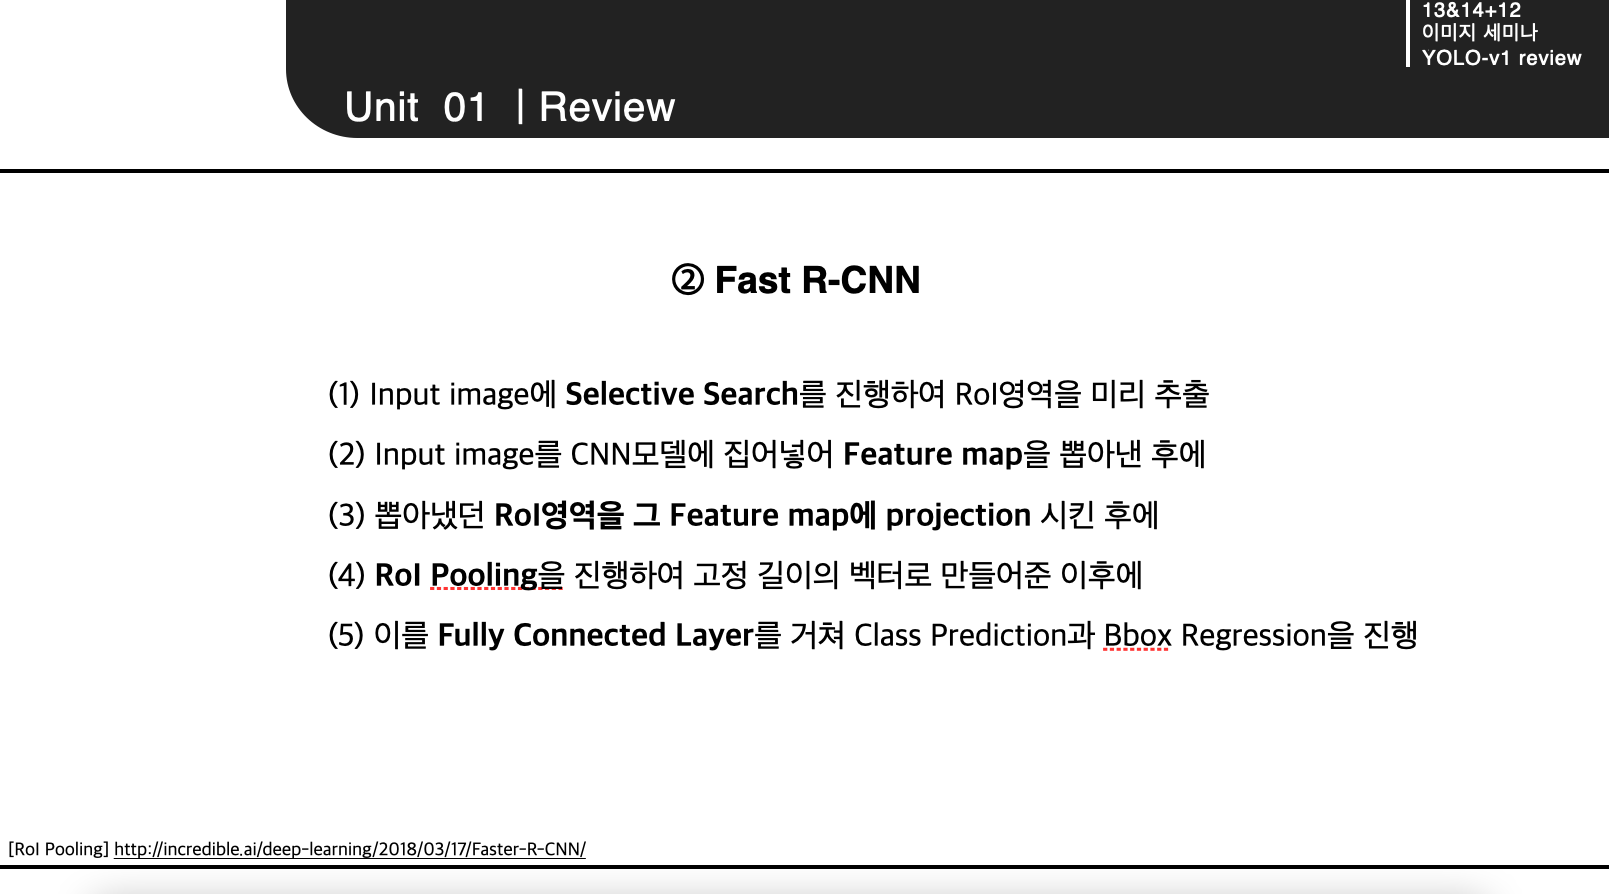 13&14+12
이미지 세미나
YOLO-v1 review
Unit 01 | Review
② Fast R-CNN
(1) Input image에 Selective Search를 진행하여 RoI영역을 미리 추출
(2) Input image를 CNN모델에 집어넣어 Feature map을 뽑아낸 후에
(3) 뽑아냈던 RoI영역을 그 Feature map에 projection 시킨 후에
(4) RoI Pooling을 진행하여 고정 길이의 벡터로 만들어준 이후에
(5) 이를 Fully Connected Layer를 거쳐 Class Prediction과 Bbox Regression을 진행
[RoI Pooling] http://incredible.ai/deep-learning/2018/03/17/Faster-R-CNN/